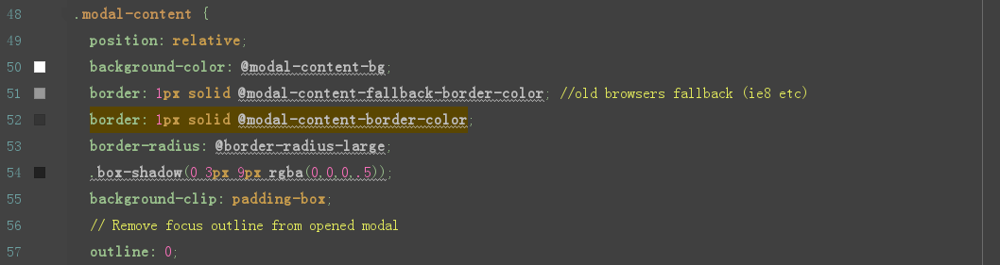 48 .modal-content {
49 position: relative;
50 background-color: @modal-content-bg;
51 border: 1px solid @modal-content-fallback-border-color; //old browsers fallback (ie8 etc)
52 border: 1px solid @modal-content-border-color;
53 border-radius: @border-radius-large;
54 .box-shadow(0 3px 9px rgba(0,0,0,.5));
55 background-clip: padding-box;
56 // Remove focus outline from opened modal
57 outline: 0;